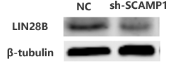 NC sh-SCAMP1
LIN28B
β-tubulin